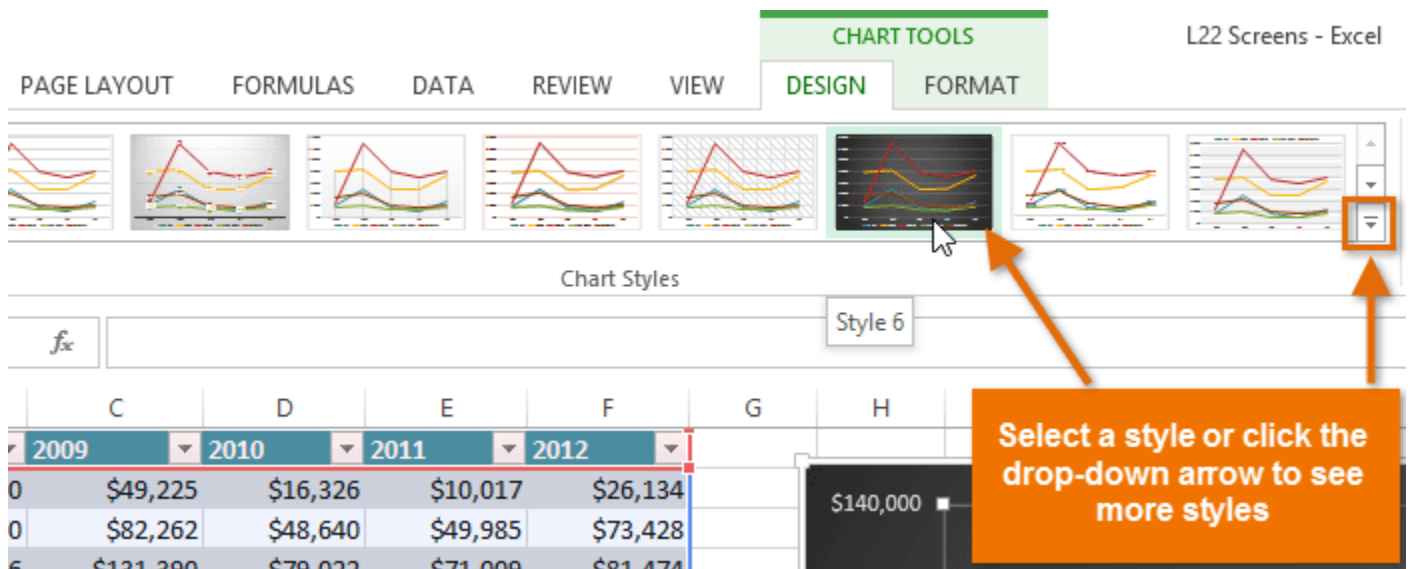 CHART TOOLS L22 Screens - Excel
PAGE LAYOUT FORMULAS DATA REVIEW VIEW DESIGN FORMAT
Chart Styles
Style 6
fx
C D E F G H
2009 2010 2011 2012
0 $49,225 $16,326 $10,017 $26,134
0 $82,262 $48,640 $49,985 $73,428
$140,000
Select a style or click the
drop-down arrow to see
more styles